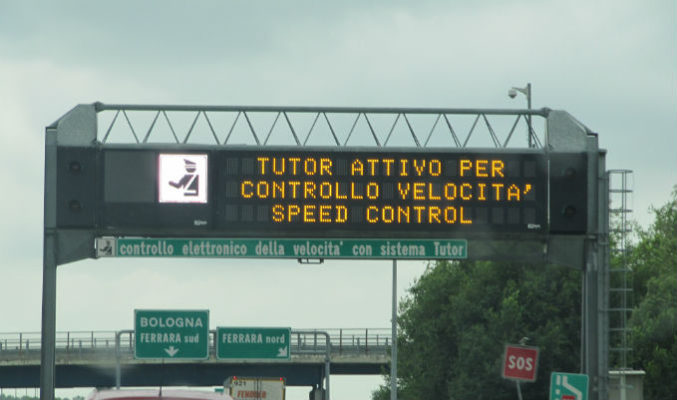 TUTOR ATTIVO PER
CONTROLLO VELOCITA'
SPEED CONTROL
controllo elettronico della velocita' con sistema Tutor
BOLOGNA
FERRARA sud
FERRARA nord
SOS